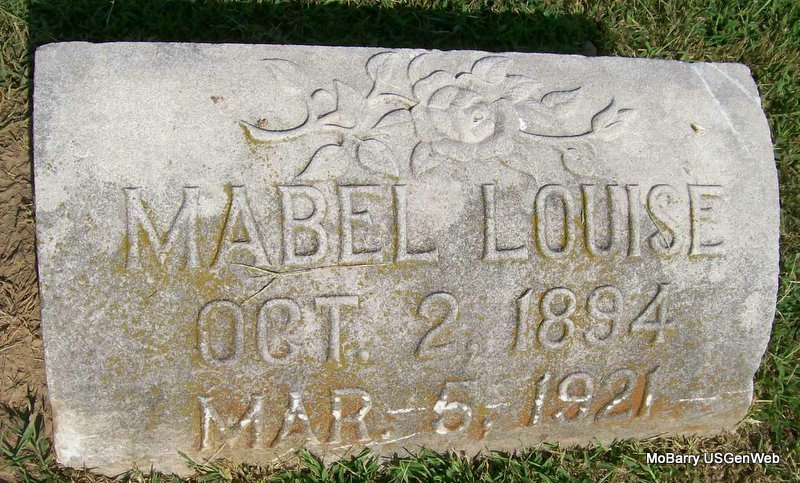 MABEL LOUISE
OCT. 2, 1894
MAR. 5, 1921
MoBarry USGenWeb